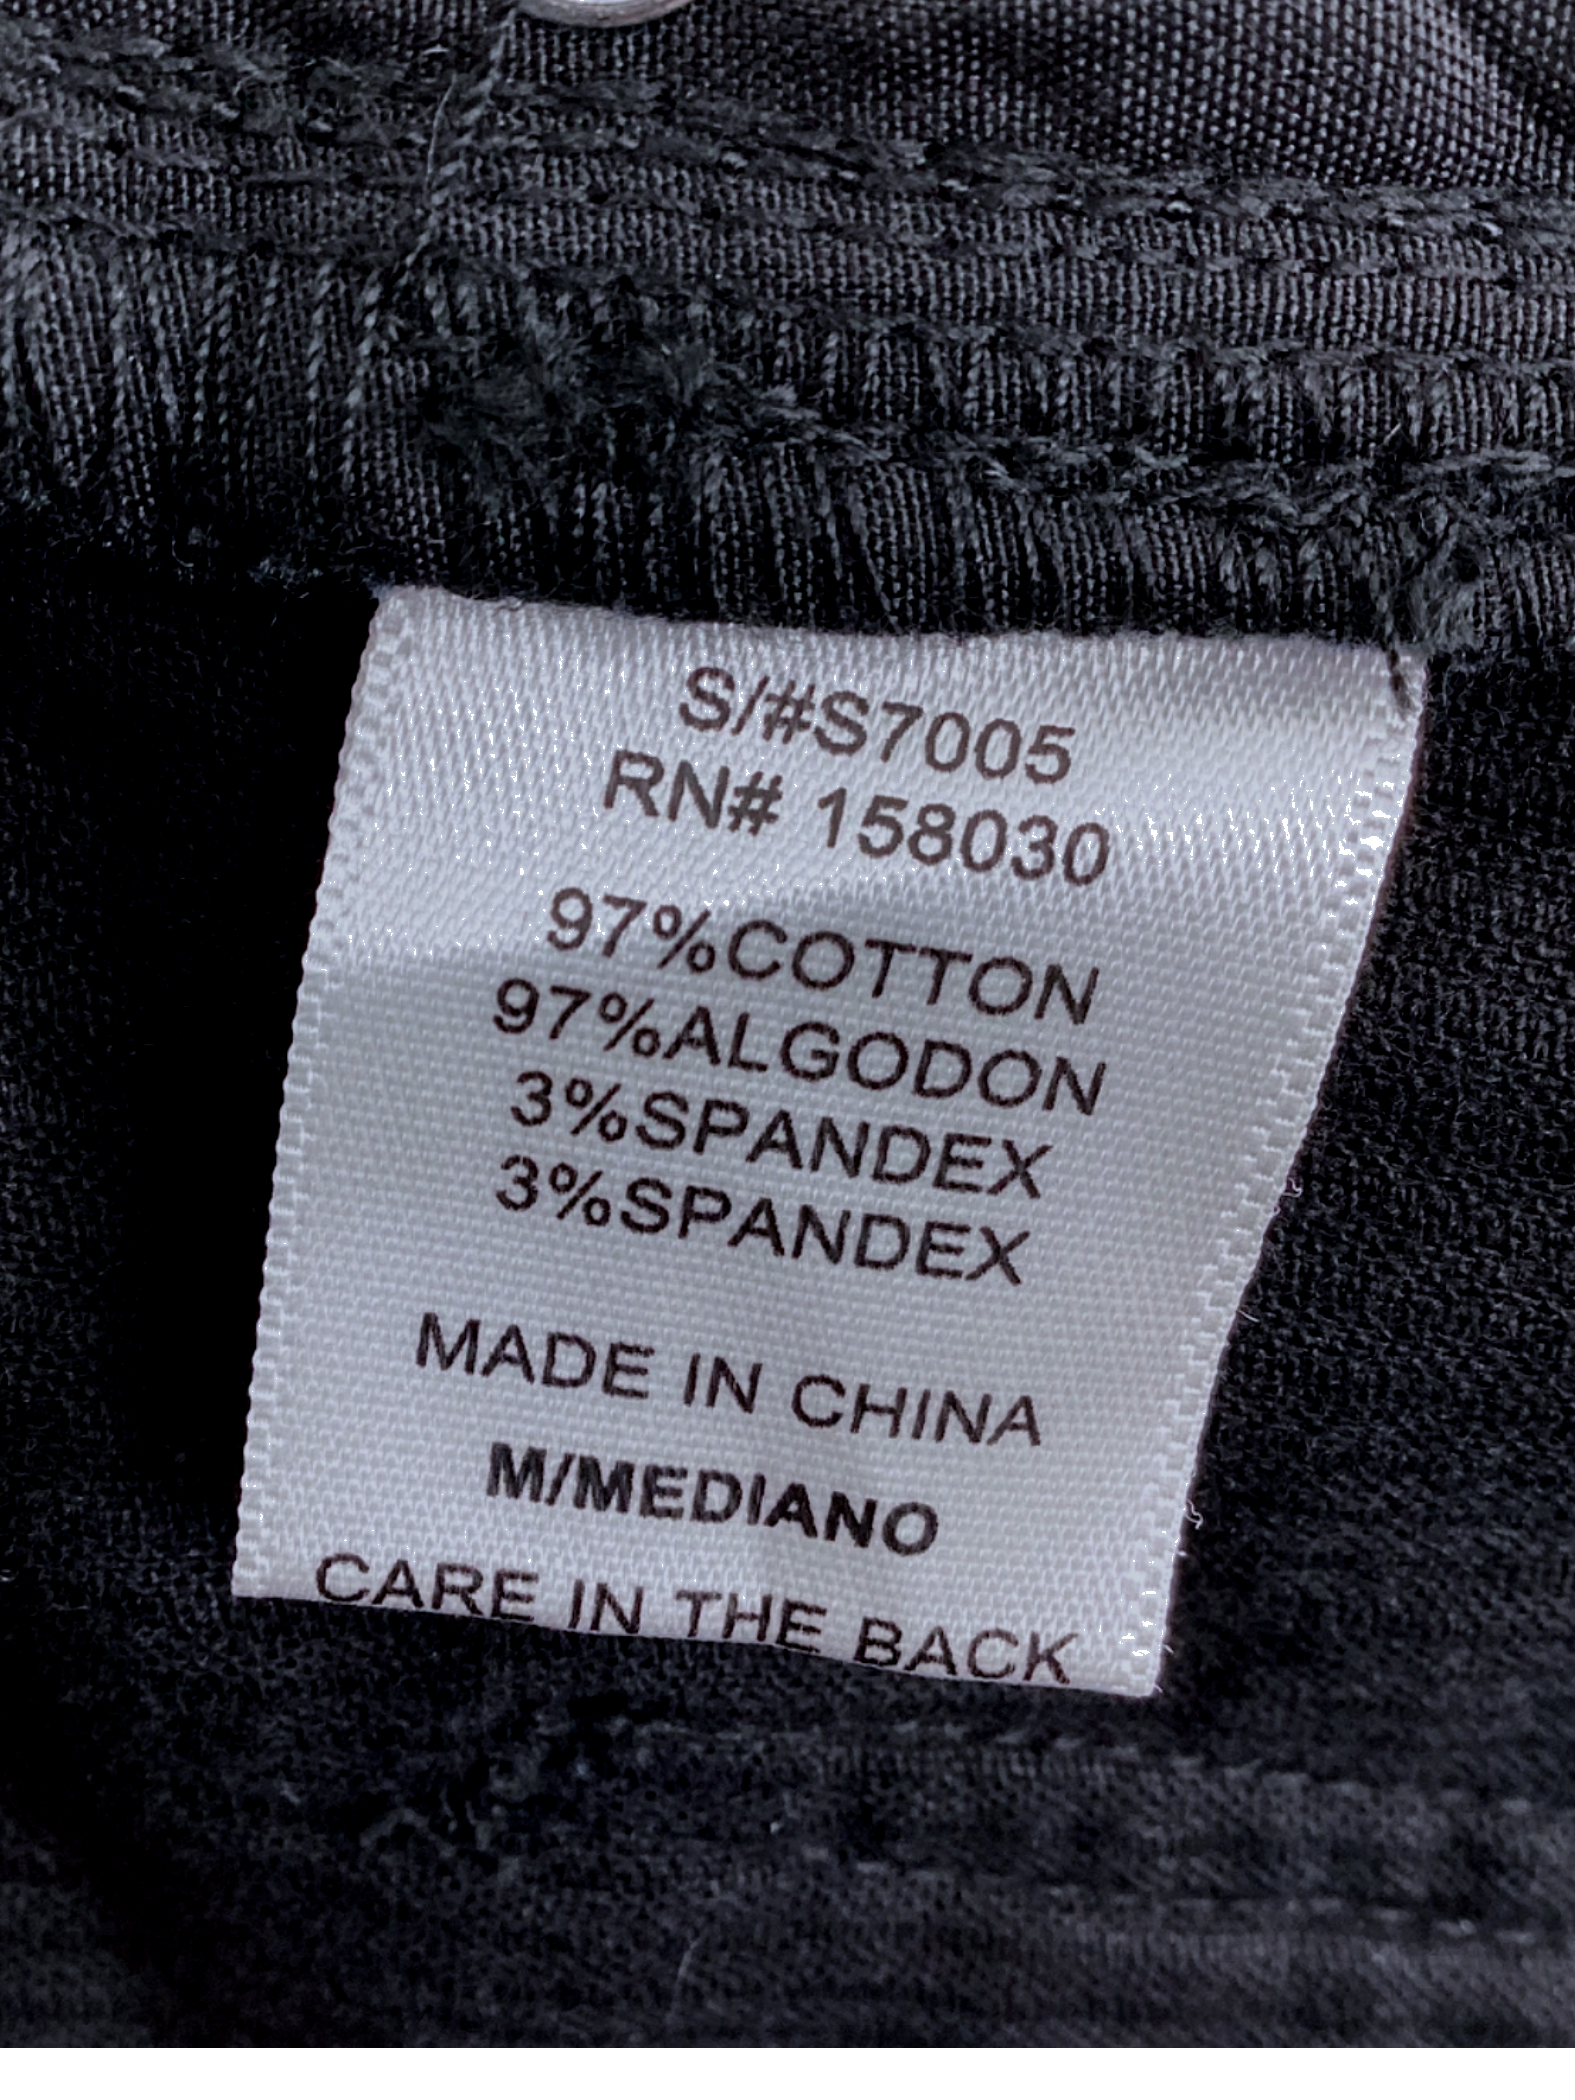 S/#S7005
RN# 158030
97%COTTON
97%ALGODON
3%SPANDEX
3%SPANDEX
MADE IN CHINA
M/MEDIANO
CARE IN THE BACK